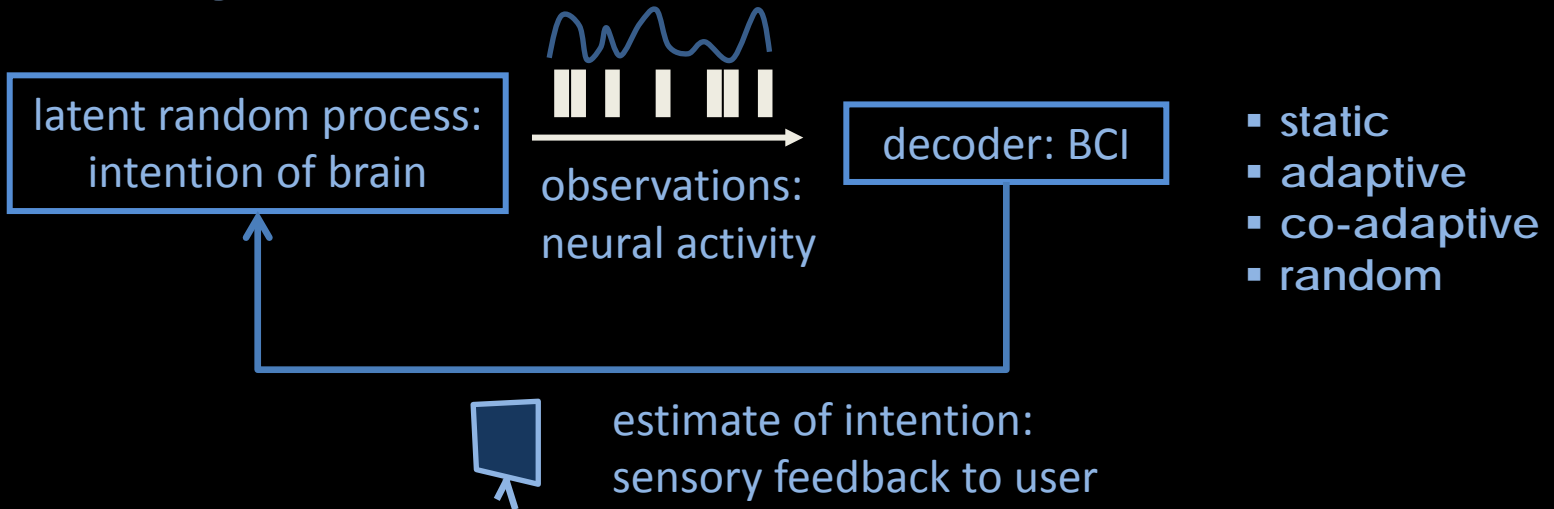 latent random process:
intention of brain
observations:
neural activity
decoder: BCI
▪ static
▪ adaptive
▪ co-adaptive
▪ random
estimate of intention:
sensory feedback to user